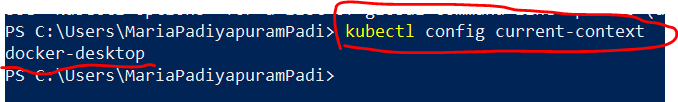 PS C:\Users\MariaPadiyapuramPadi> kubectl config current-context
docker-desktop
PS C:\Users\MariaPadiyapuramPadi>